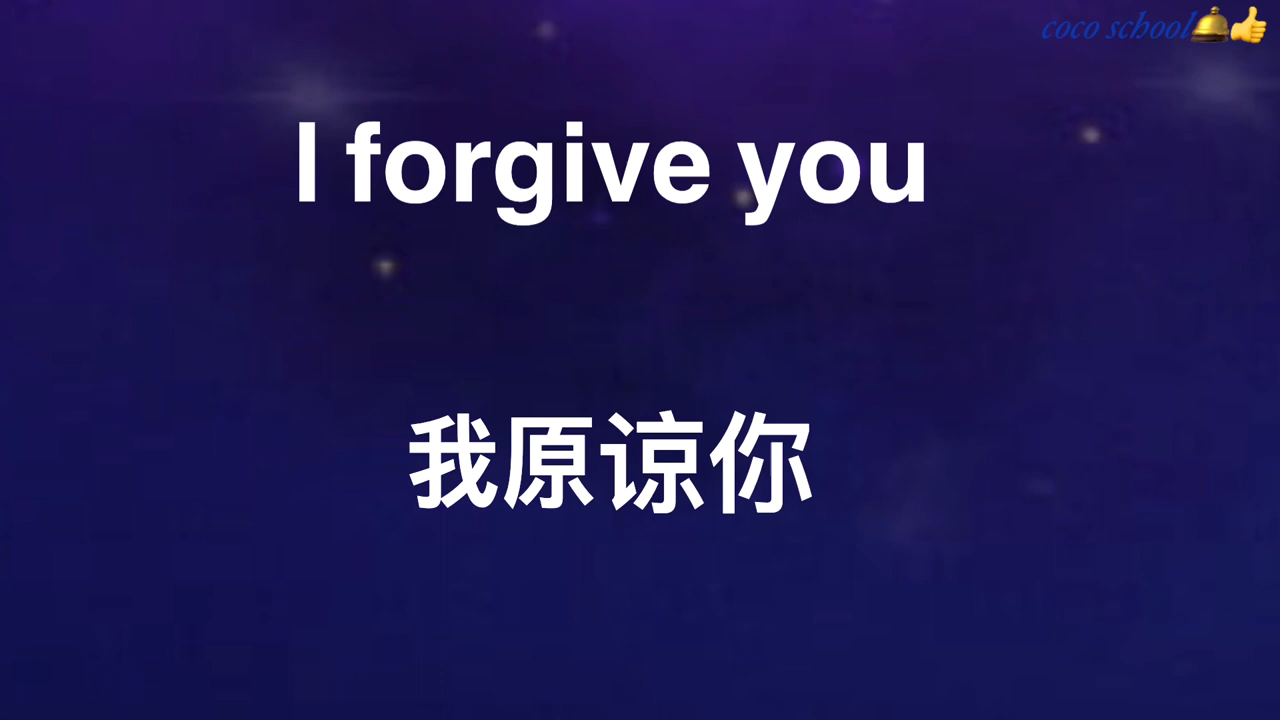 coco school🛎👍
I forgive you
我原谅你